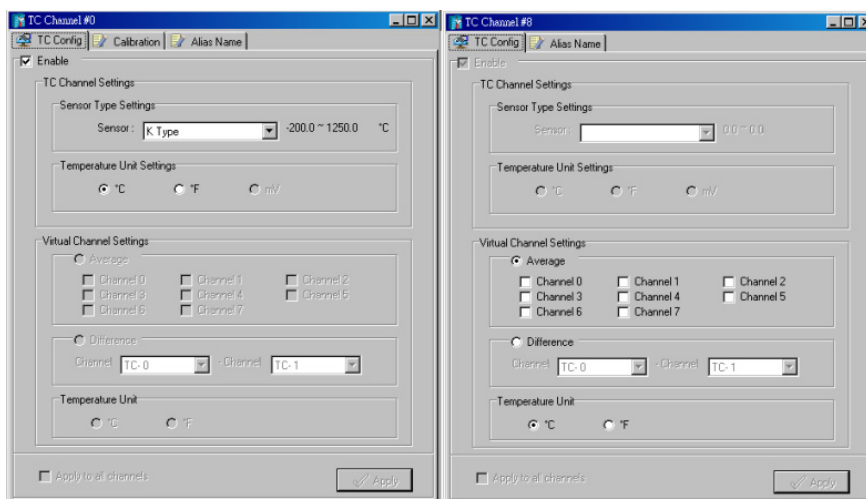 TC Channel #0
TC Config Calibration Alias Name
Enable
TC Channel Settings
Sensor Type Settings
Sensor : K Type -200.0 ~ 1250.0 °C
Temperature Unit Settings
°C °F mV
Virtual Channel Settings
Average
Channel 0 Channel 1 Channel 2
Channel 3 Channel 4 Channel 5
Channel 6 Channel 7
Difference
Channel TC- 0 - Channel TC- 1
Temperature Unit
°C °F
Apply to all channels Apply
TC Channel #8
TC Config Alias Name
Enable
TC Channel Settings
Sensor Type Settings
Sensor : 0.0 ~ 0.0
Temperature Unit Settings
°C °F mV
Virtual Channel Settings
Average
Channel 0 Channel 1 Channel 2
Channel 3 Channel 4 Channel 5
Channel 6 Channel 7
Difference
Channel TC- 0 - Channel TC- 1
Temperature Unit
°C °F
Apply to all channels Apply